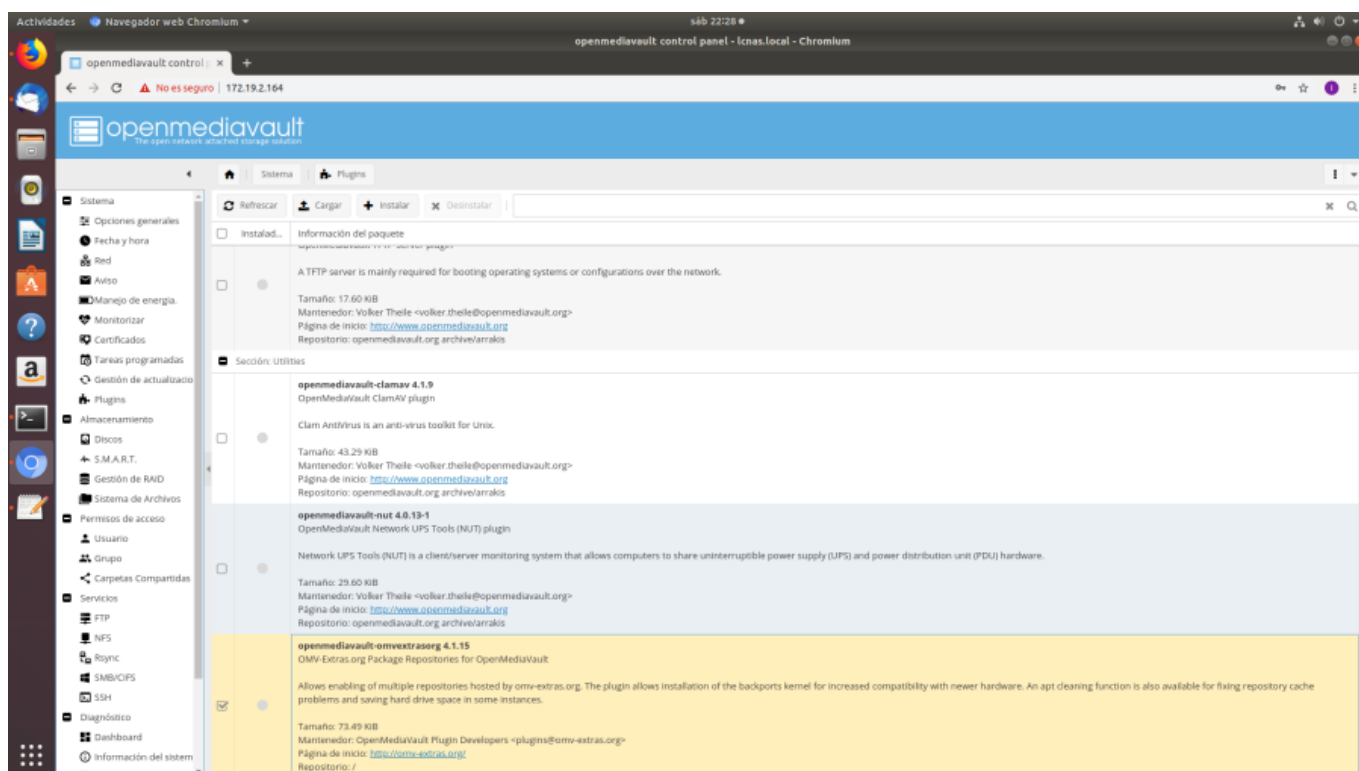 Actividades Navegador web Chromium sáb 22:28
openmediavault control panel - lcnas.local - Chromium
openmediavault control
No es seguro | 172.19.2.164
openmediavault
The open network attached storage solution
Sistema Plugins
Sistema
Opciones generales
Fecha y hora
Red
Aviso
Manejo de energia.
Monitorizar
Certificados
Tareas programadas
Gestión de actualizacio
Plugins
Almacenamiento
Discos
S.M.A.R.T.
Gestión de RAID
Sistema de Archivos
Permisos de acceso
Usuario
Grupo
Carpetas Compartidas
Servicios
FTP
NFS
Rsync
SMB/CIFS
SSH
Diagnóstico
Dashboard
Información del sistem
Refrescar Cargar Instalar Desinstalar
Instalad... Información del paquete
OpenMediaVault TFTP server plugin
A TFTP server is mainly required for booting operating systems or configurations over the network.
Tamaño: 17.60 KiB
Mantenedor: Volker Theile <volker.theile@openmediavault.org>
Página de inicio: http://www.openmediavault.org
Repositorio: openmediavault.org archive/arrakis
Sección: Utilities
openmediavault-clamav 4.1.9
OpenMediaVault ClamAV plugin
Clam AntiVirus is an anti-virus toolkit for Unix.
Tamaño: 43.29 KiB
Mantenedor: Volker Theile <volker.theile@openmediavault.org>
Página de inicio: http://www.openmediavault.org
Repositorio: openmediavault.org archive/arrakis
openmediavault-nut 4.0.13-1
OpenMediaVault Network UPS Tools (NUT) plugin
Network UPS Tools (NUT) is a client/server monitoring system that allows computers to share uninterruptible power supply (UPS) and power distribution unit (PDU) hardware.
Tamaño: 29.60 KiB
Mantenedor: Volker Theile <volker.theile@openmediavault.org>
Página de inicio: http://www.openmediavault.org
Repositorio: openmediavault.org archive/arrakis
openmediavault-omvextrasorg 4.1.15
OMV-Extras.org Package Repositories for OpenMediaVault
Allows enabling of multiple repositories hosted by omv-extras.org. The plugin allows installation of the backports kernel for increased compatibility with newer hardware. An apt cleaning function is also available for fixing repository cache
problems and saving hard drive space in some instances.
Tamaño: 73.49 KiB
Mantenedor: OpenMediaVault Plugin Developers <plugins@omv-extras.org>
Página de inicio: http://omv-extras.org/
Repositorio: /